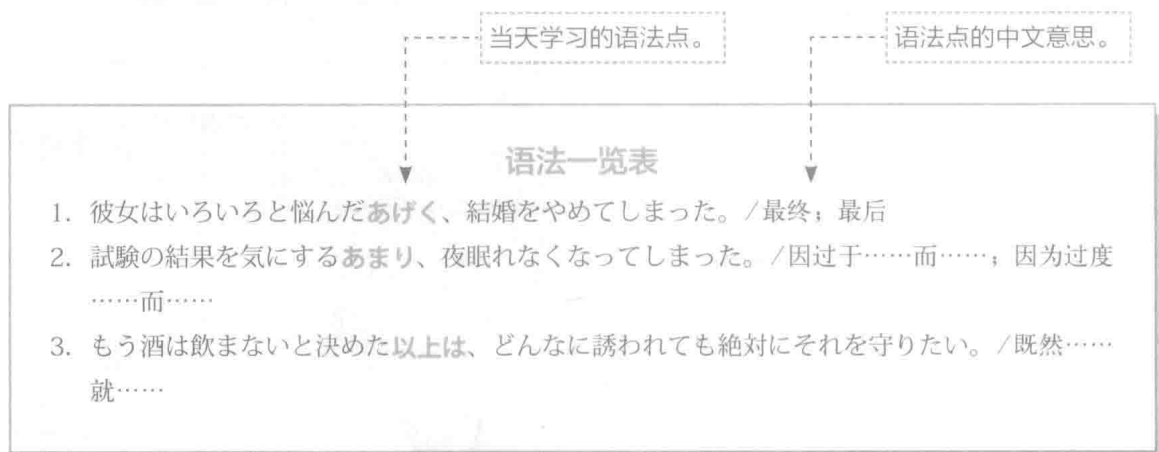 当天学习的语法点。
语法点的中文意思。
语法一览表
1. 彼女はいろいろと悩んだあげく、結婚をやめてしまった。/最终；最后
2. 試験の結果を気にするあまり、夜眠れなくなってしまった。/因过于……而……；因为过度
……而……
3. もう酒は飲まないと決めた以上は、どんなに誘われても絶対にそれを守りたい。/既然……
就……